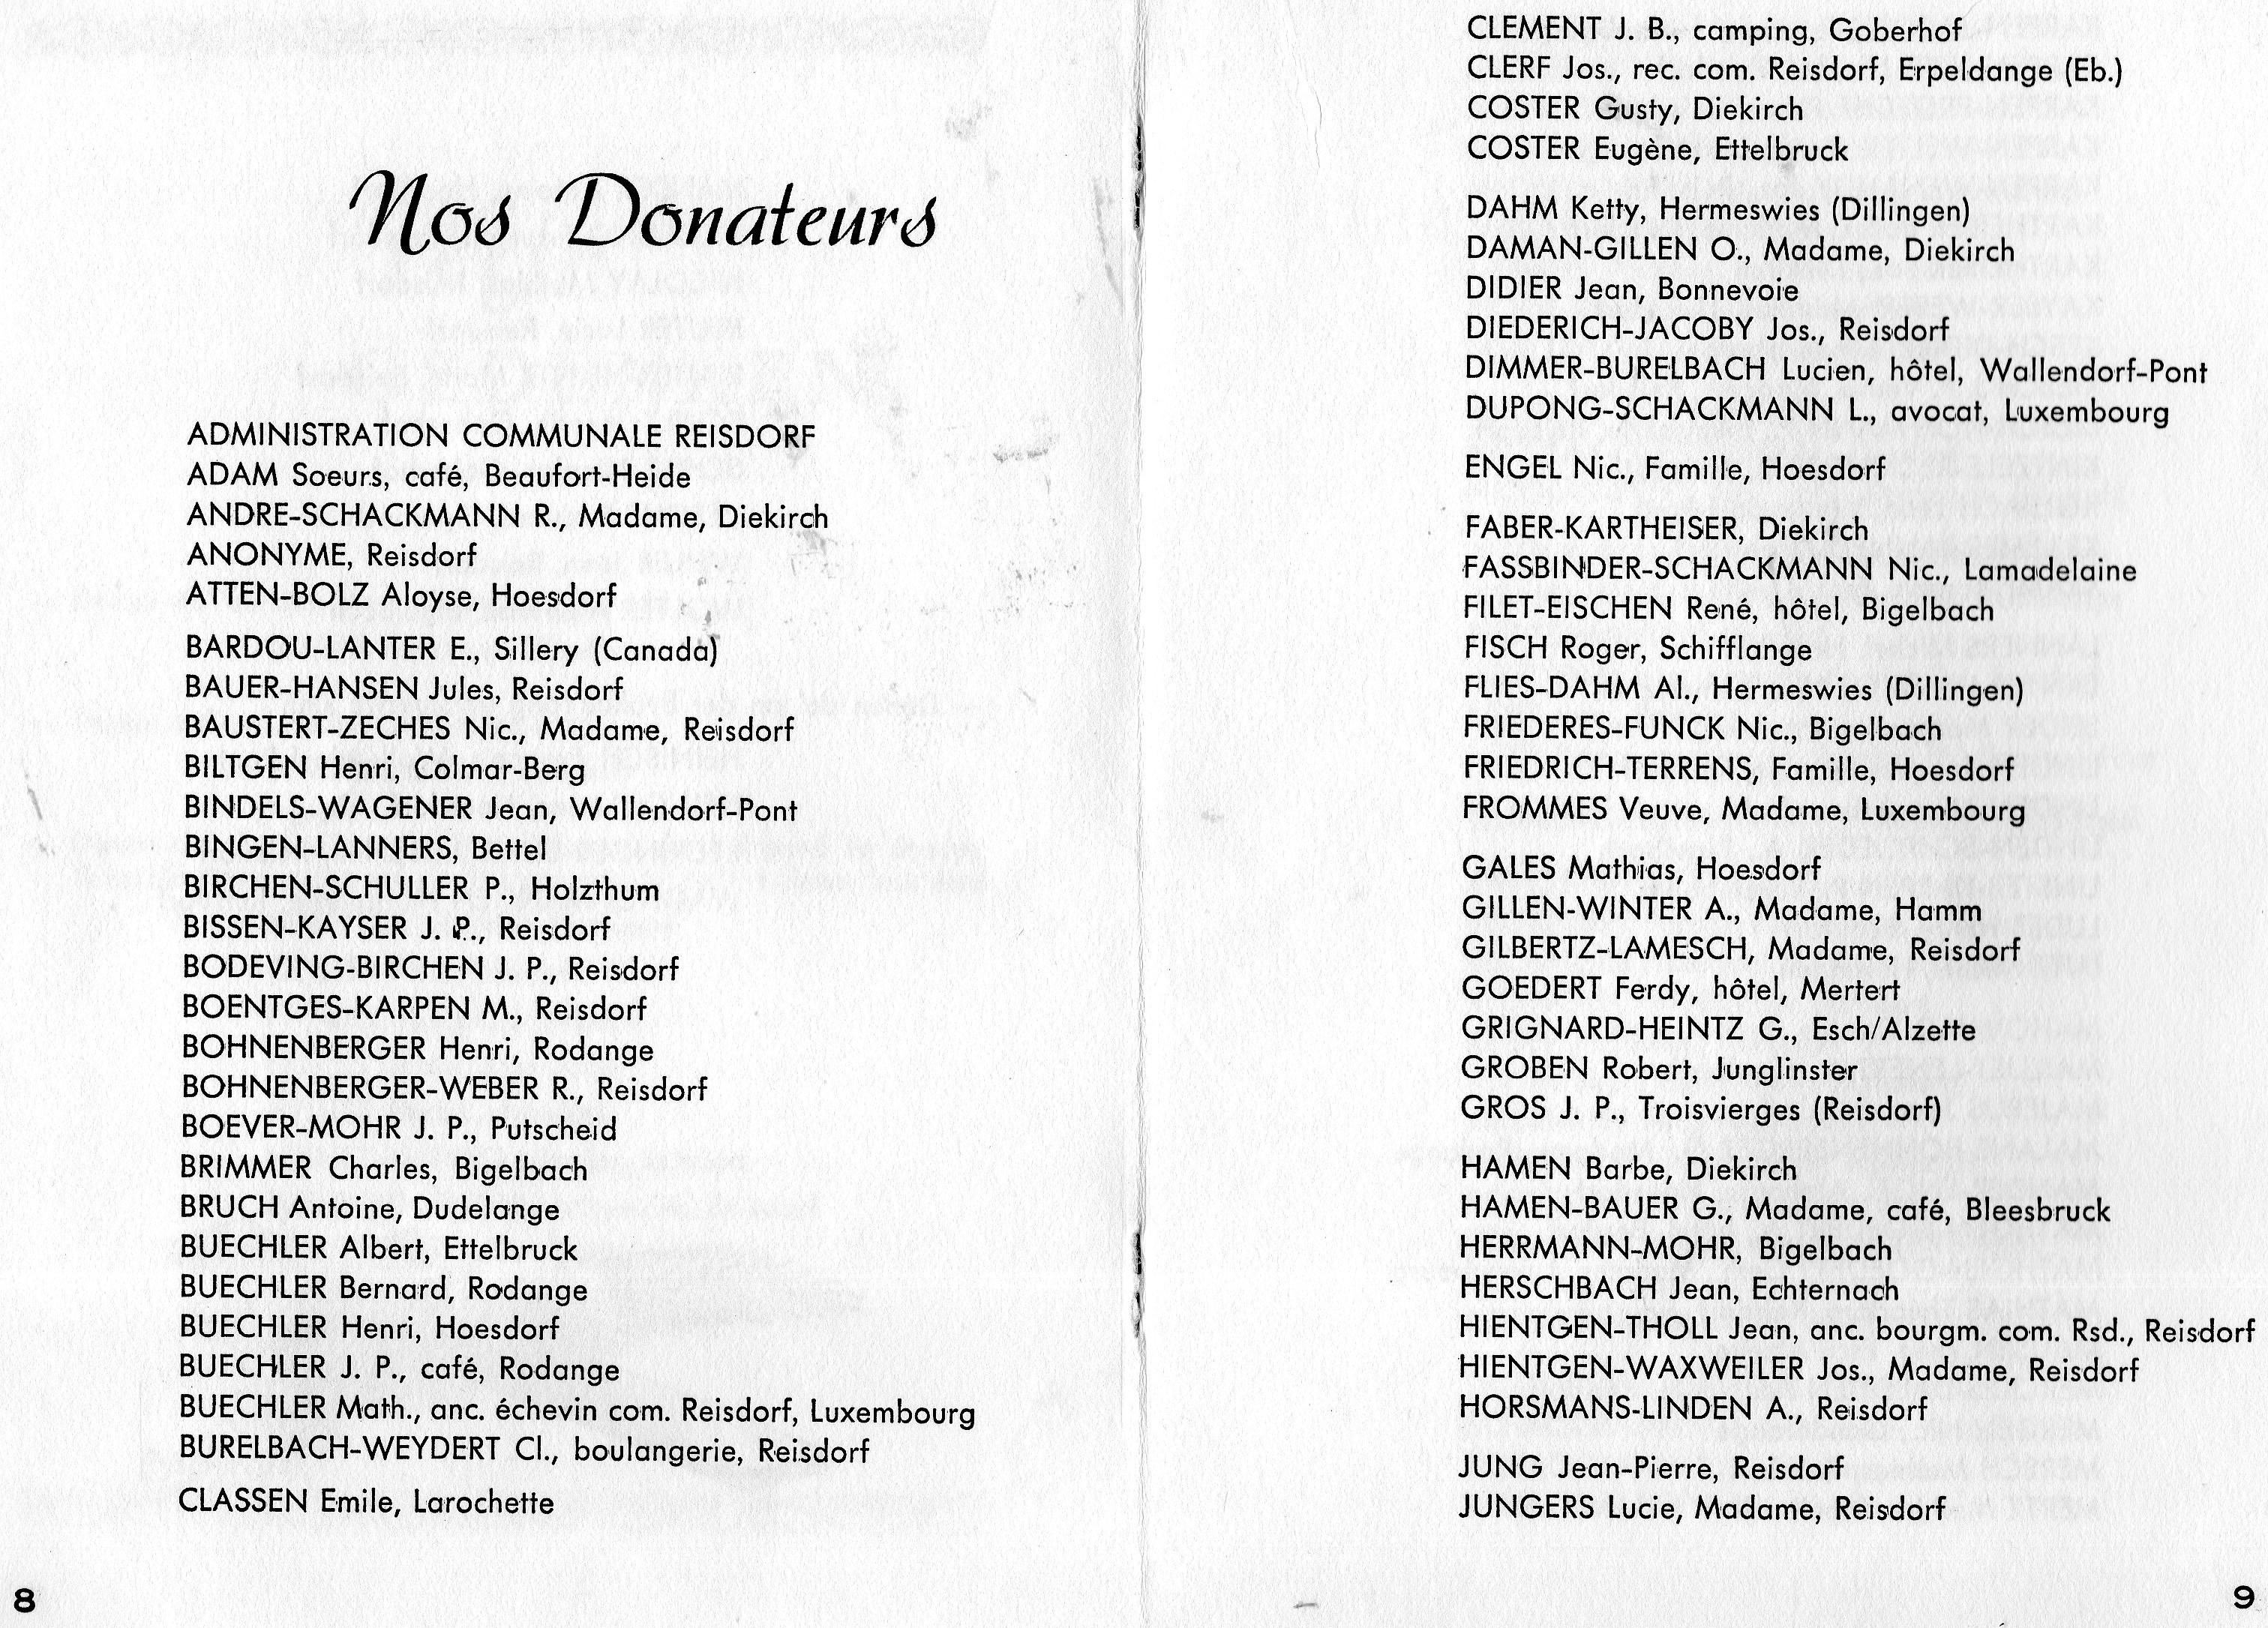 Nos Donateurs
ADMINISTRATION COMMUNALE REISDORF
ADAM Soeurs, café, Beaufort-Heide
ANDRE-SCHACKMANN R., Madame, Diekirch
ANONYME, Reisdorf
ATTEN-BOLZ Aloyse, Hoesdorf
BARDOU-LANTER E., Sillery (Canada)
BAUER-HANSEN Jules, Reisdorf
BAUSTERT-ZECHES Nic., Madame, Reisdorf
BILTGEN Henri, Colmar-Berg
BINDELS-WAGENER Jean, Wallendorf-Pont
BINGEN-LANNERS, Bettel
BIRCHEN-SCHULLER P., Holzthum
BISSEN-KAYSER J. P., Reisdorf
BODEVING-BIRCHEN J. P., Reisdorf
BOENTGES-KARPEN M., Reisdorf
BOHNENBERGER Henri, Rodange
BOHNENBERGER-WEBER R., Reisdorf
BOEVER-MOHR J. P., Putscheid
BRIMMER Charles, Bigelbach
BRUCH Antoine, Dudelange
BUECHLER Albert, Ettelbruck
BUECHLER Bernard, Rodange
BUECHLER Henri, Hoesdorf
BUECHLER J. P., café, Rodange
BUECHLER Math., anc. échevin com. Reisdorf, Luxembourg
BURELBACH-WEYDERT Cl., boulangerie, Reisdorf
CLASSEN Emile, Larochette
8
CLEMENT J. B., camping, Goberhof
CLERF Jos., rec. com. Reisdorf, Erpeldange (Eb.)
COSTER Gusty, Diekirch
COSTER Eugène, Ettelbruck
DAHM Ketty, Hermeswies (Dillingen)
DAMAN-GILLEN O., Madame, Diekirch
DIDIER Jean, Bonnevoie
DIEDERICH-JACOBY Jos., Reisdorf
DIMMER-BURELBACH Lucien, hôtel, Wallendorf-Pont
DUPONG-SCHACKMANN L., avocat, Luxembourg
ENGEL Nic., Famille, Hoesdorf
FABER-KARTHEISER, Diekirch
FASSBINDER-SCHACKMANN Nic., Lamadelaine
FILET-EISCHEN René, hôtel, Bigelbach
FISCH Roger, Schifflange
FLIES-DAHM Al., Hermeswies (Dillingen)
FRIEDERES-FUNCK Nic., Bigelbach
FRIEDRICH-TERRENS, Famille, Hoesdorf
FROMMES Veuve, Madame, Luxembourg
GALES Mathias, Hoesdorf
GILLEN-WINTER A., Madame, Hamm
GILBERTZ-LAMESCH, Madame, Reisdorf
GOEDERT Ferdy, hôtel, Mertert
GRIGNARD-HEINTZ G., Esch/Alzette
GROBEN Robert, Junglinster
GROS J. P., Troisvierges (Reisdorf)
HAMEN Barbe, Diekirch
HAMEN-BAUER G., Madame, café, Bleesbruck
HERRMANN-MOHR, Bigelbach
HERSCHBACH Jean, Echternach
HIENTGEN-THOLL Jean, anc. bourgm. com. Rsd., Reisdorf
HIENTGEN-WAXWEILER Jos., Madame, Reisdorf
HORSMANS-LINDEN A., Reisdorf
JUNG Jean-Pierre, Reisdorf
JUNGERS Lucie, Madame, Reisdorf
9